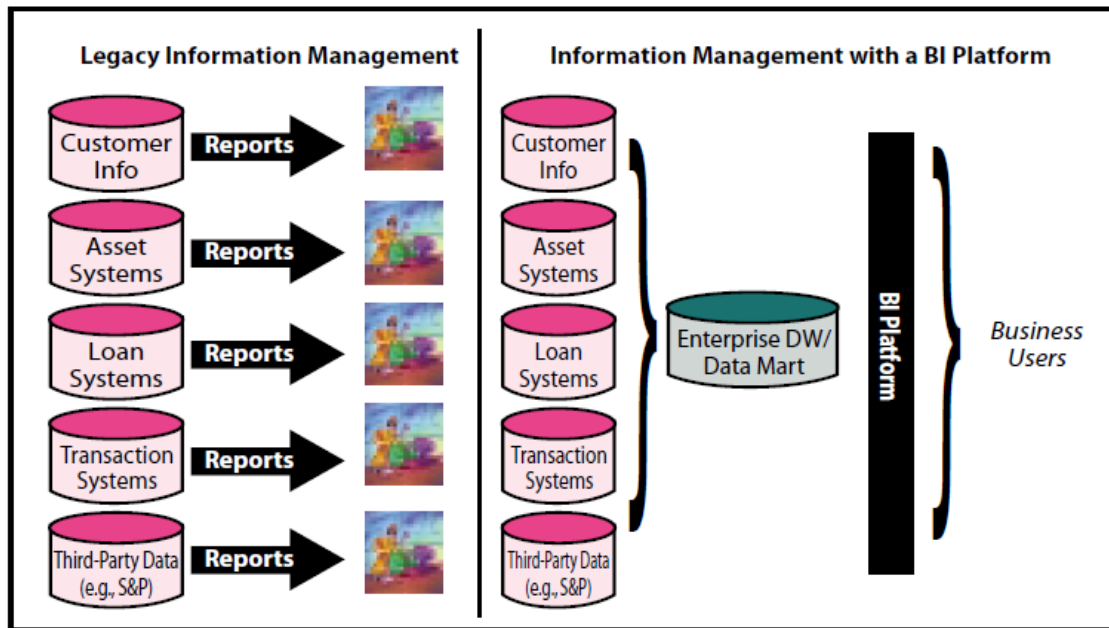 Legacy Information Management
Customer
Info
Reports
Asset
Systems
Reports
Loan
Systems
Reports
Transaction
Systems
Reports
Third-Party Data
(e.g., S&P)
Reports
Information Management with a BI Platform
Customer
Info
Asset
Systems
Loan
Systems
Transaction
Systems
Third-Party Data
(e.g., S&P)
Enterprise DW/
Data Mart
BI Platform
Business
Users